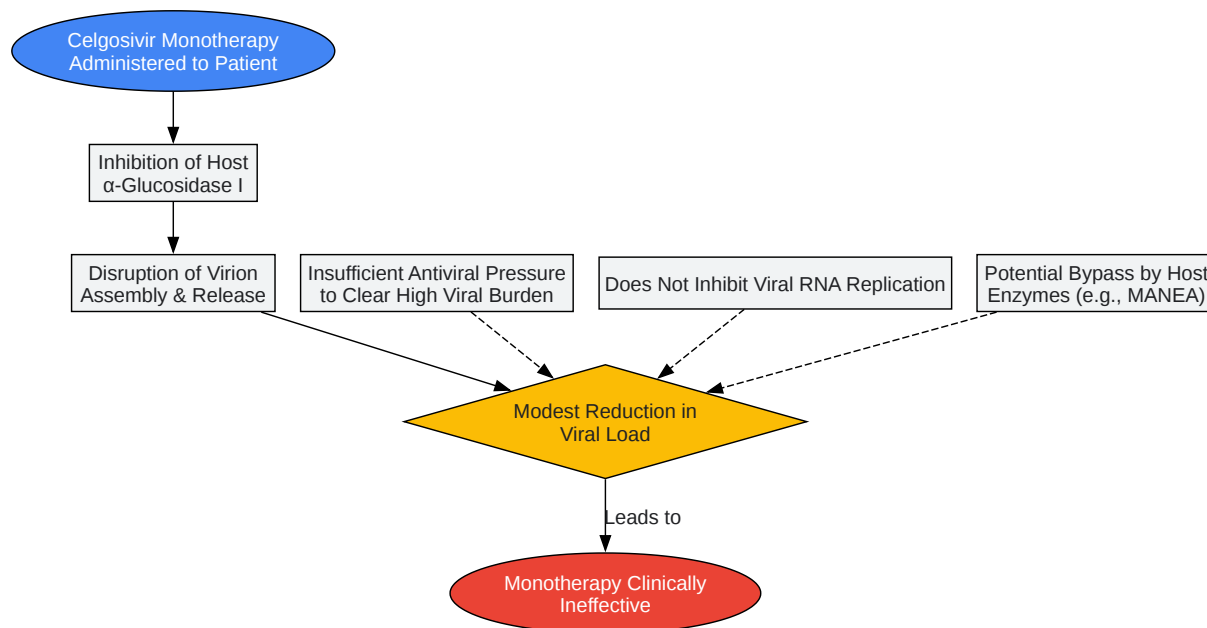 Celgosivir Monotherapy
Administered to Patient
Inhibition of Host
α-Glucosidase I
Disruption of Virion
Assembly & Release
Insufficient Antiviral Pressure
to Clear High Viral Burden
Does Not Inhibit Viral RNA Replication
Potential Bypass by Host
Enzymes (e.g., MANEA)
Modest Reduction in
Viral Load
Leads to
Monotherapy Clinically
Ineffective